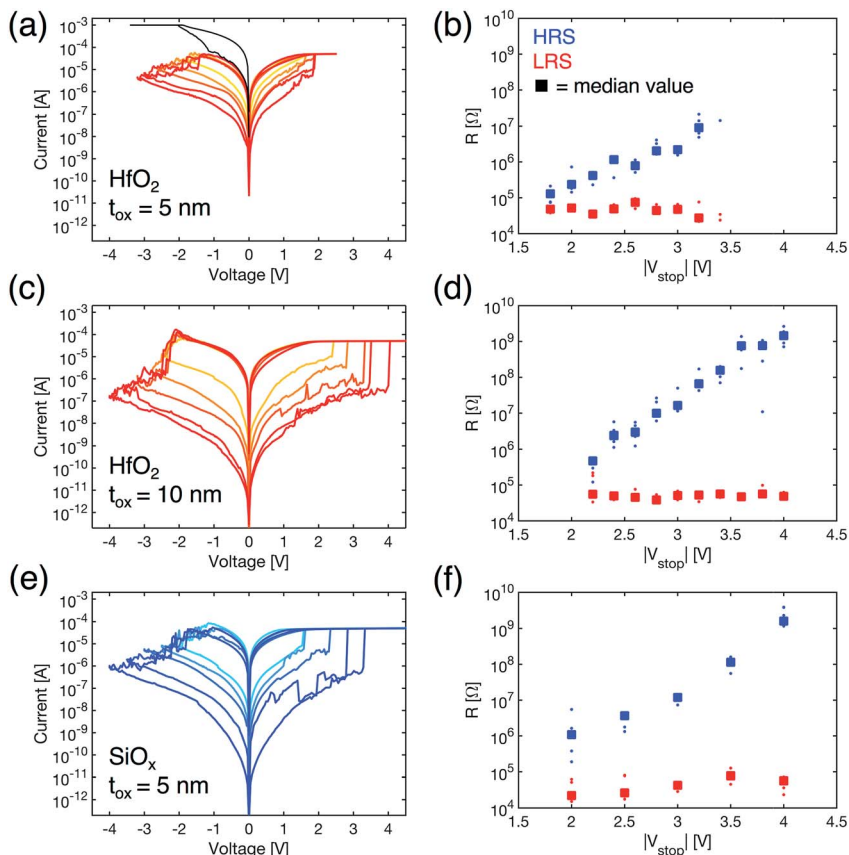 (a)
10⁻³
10⁻⁴
10⁻⁵
10⁻⁶
10⁻⁷
10⁻⁸
10⁻⁹
10⁻¹⁰
10⁻¹¹
10⁻¹²
Current [A]
HfO₂
tₒₓ = 5 nm
-4 -3 -2 -1 0 1 2 3 4
Voltage [V]
(b)
10¹⁰
10⁹
10⁸
10⁷
10⁶
10⁵
10⁴
R [Ω]
HRS
LRS
■ = median value
1.5 2 2.5 3 3.5 4 4.5
|V_stop| [V]
(c)
10⁻³
10⁻⁴
10⁻⁵
10⁻⁶
10⁻⁷
10⁻⁸
10⁻⁹
10⁻¹⁰
10⁻¹¹
10⁻¹²
Current [A]
HfO₂
tₒₓ = 10 nm
-4 -3 -2 -1 0 1 2 3 4
Voltage [V]
(d)
10¹⁰
10⁹
10⁸
10⁷
10⁶
10⁵
10⁴
R [Ω]
1.5 2 2.5 3 3.5 4 4.5
|V_stop| [V]
(e)
10⁻³
10⁻⁴
10⁻⁵
10⁻⁶
10⁻⁷
10⁻⁸
10⁻⁹
10⁻¹⁰
10⁻¹¹
10⁻¹²
Current [A]
SiOₓ
tₒₓ = 5 nm
-4 -3 -2 -1 0 1 2 3 4
Voltage [V]
(f)
10¹⁰
10⁹
10⁸
10⁷
10⁶
10⁵
10⁴
R [Ω]
1.5 2 2.5 3 3.5 4 4.5
|V_stop| [V]